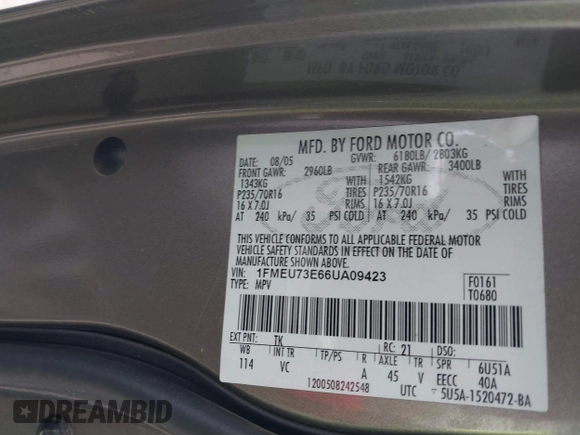 MFD. BY FORD MOTOR CO.
DATE: 08/05 GVWR: 6180LB/ 2803KG
FRONT GAWR: 2960LB REAR GAWR: 3400LB
1343KG WITH 1542KG WITH
P235/70R16 TIRES P235/70R16 TIRES
16 X 7.0J RIMS 16 X 7.0J RIMS
AT 240 kPa/ 35 PSI COLD AT 240 kPa/ 35 PSI COLD
THIS VEHICLE CONFORMS TO ALL APPLICABLE FEDERAL MOTOR
VEHICLE SAFETY STANDARDS IN EFFECT ON THE DATE OF
MANUFACTURE SHOWN ABOVE.
VIN: 1FMEU73E66UA09423 F0161
TYPE: MPV T0680
EXT PNT: TK RC: 21 DSO:
WB INT TR TP/PS R AXLE TR SPR 6U51A
114 VC A 45 V EECC 40A
1200508242548 UTC 5U5A-1520472-BA